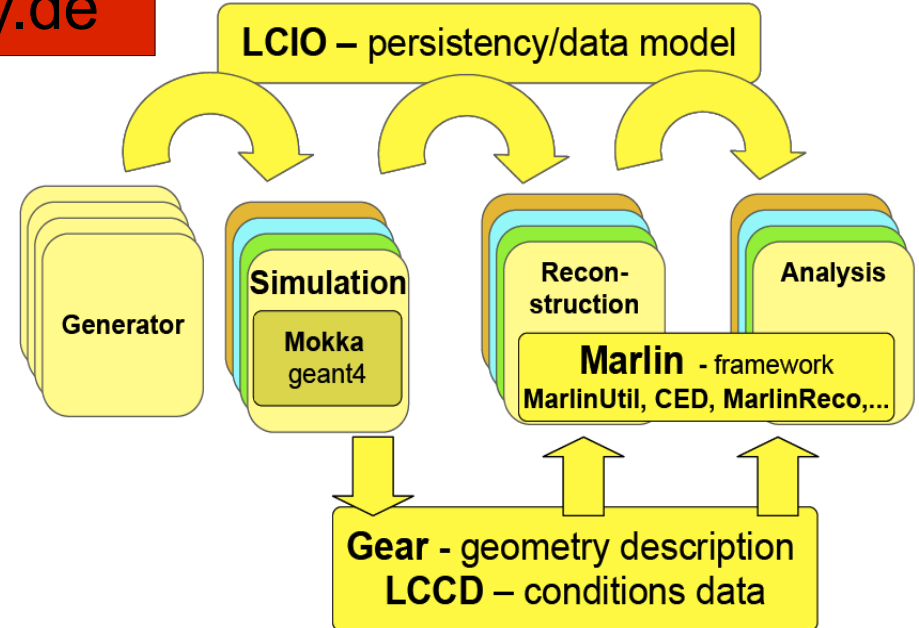 y.de
LCIO – persistency/data model
Generator
Simulation
Mokka
geant4
Recon-
struction
Analysis
Marlin - framework
MarlinUtil, CED, MarlinReco,...
Gear - geometry description
LCCD – conditions data